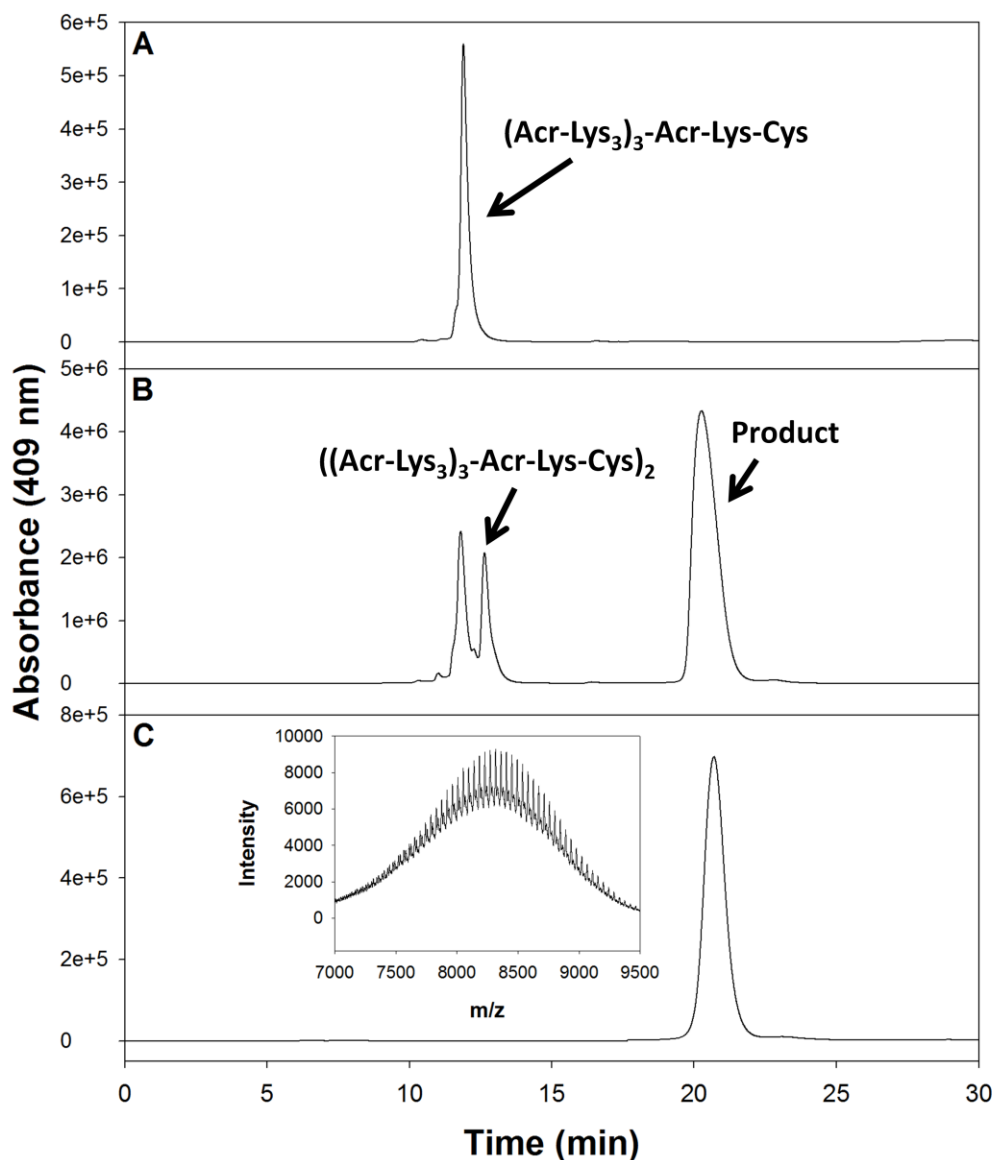 A
6e+5
5e+5
4e+5
3e+5
2e+5
1e+5
0
(Acr-Lys₃)₃-Acr-Lys-Cys
B
5e+6
4e+6
3e+6
2e+6
1e+6
0
((Acr-Lys₃)₃-Acr-Lys-Cys)₂
Product
Absorbance (409 nm)
C
8e+5
6e+5
4e+5
2e+5
0
10000
8000
6000
4000
2000
0
Intensity
7000 7500 8000 8500 9000 9500
m/z
0 5 10 15 20 25 30
Time (min)